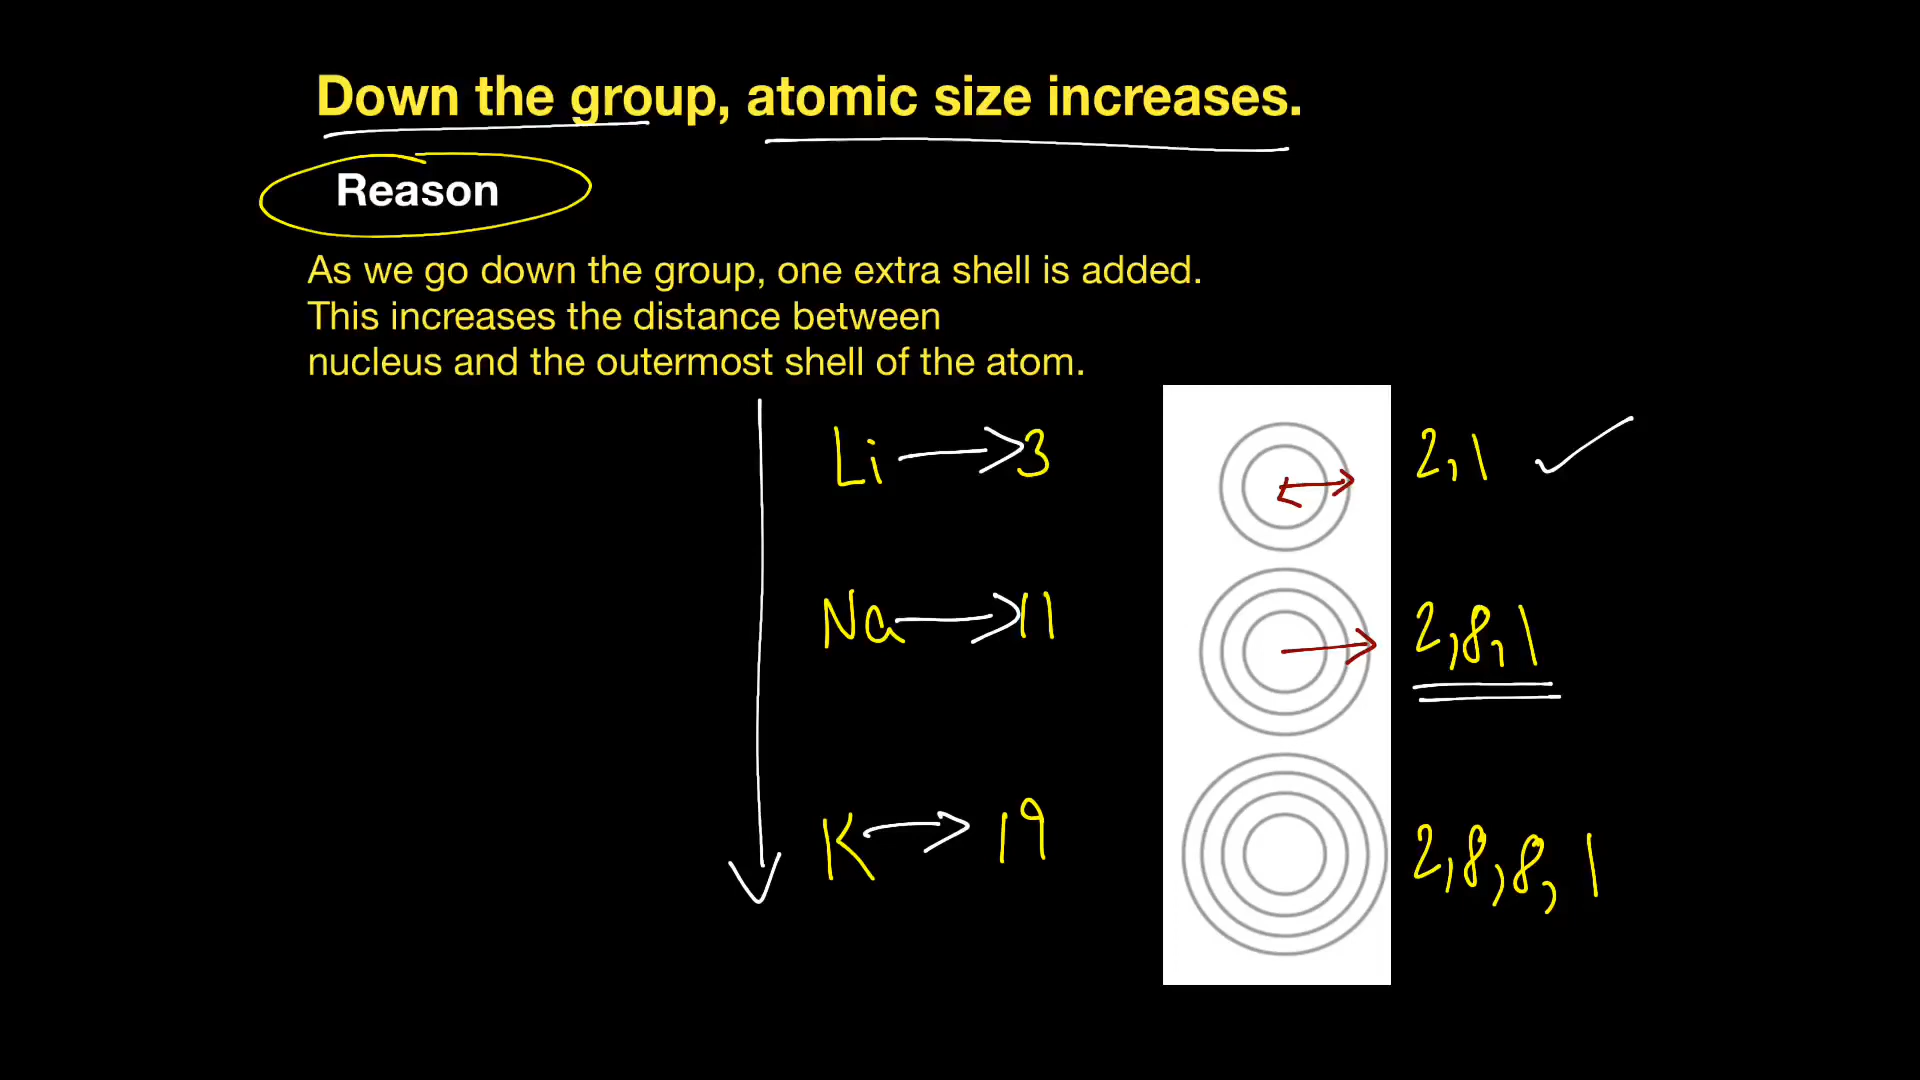 Down the group, atomic size increases.
Reason
As we go down the group, one extra shell is added.
This increases the distance between
nucleus and the outermost shell of the atom.
Li → 3 2,1 ✓
Na → 11 2,8,1
K → 19 2,8,8,1